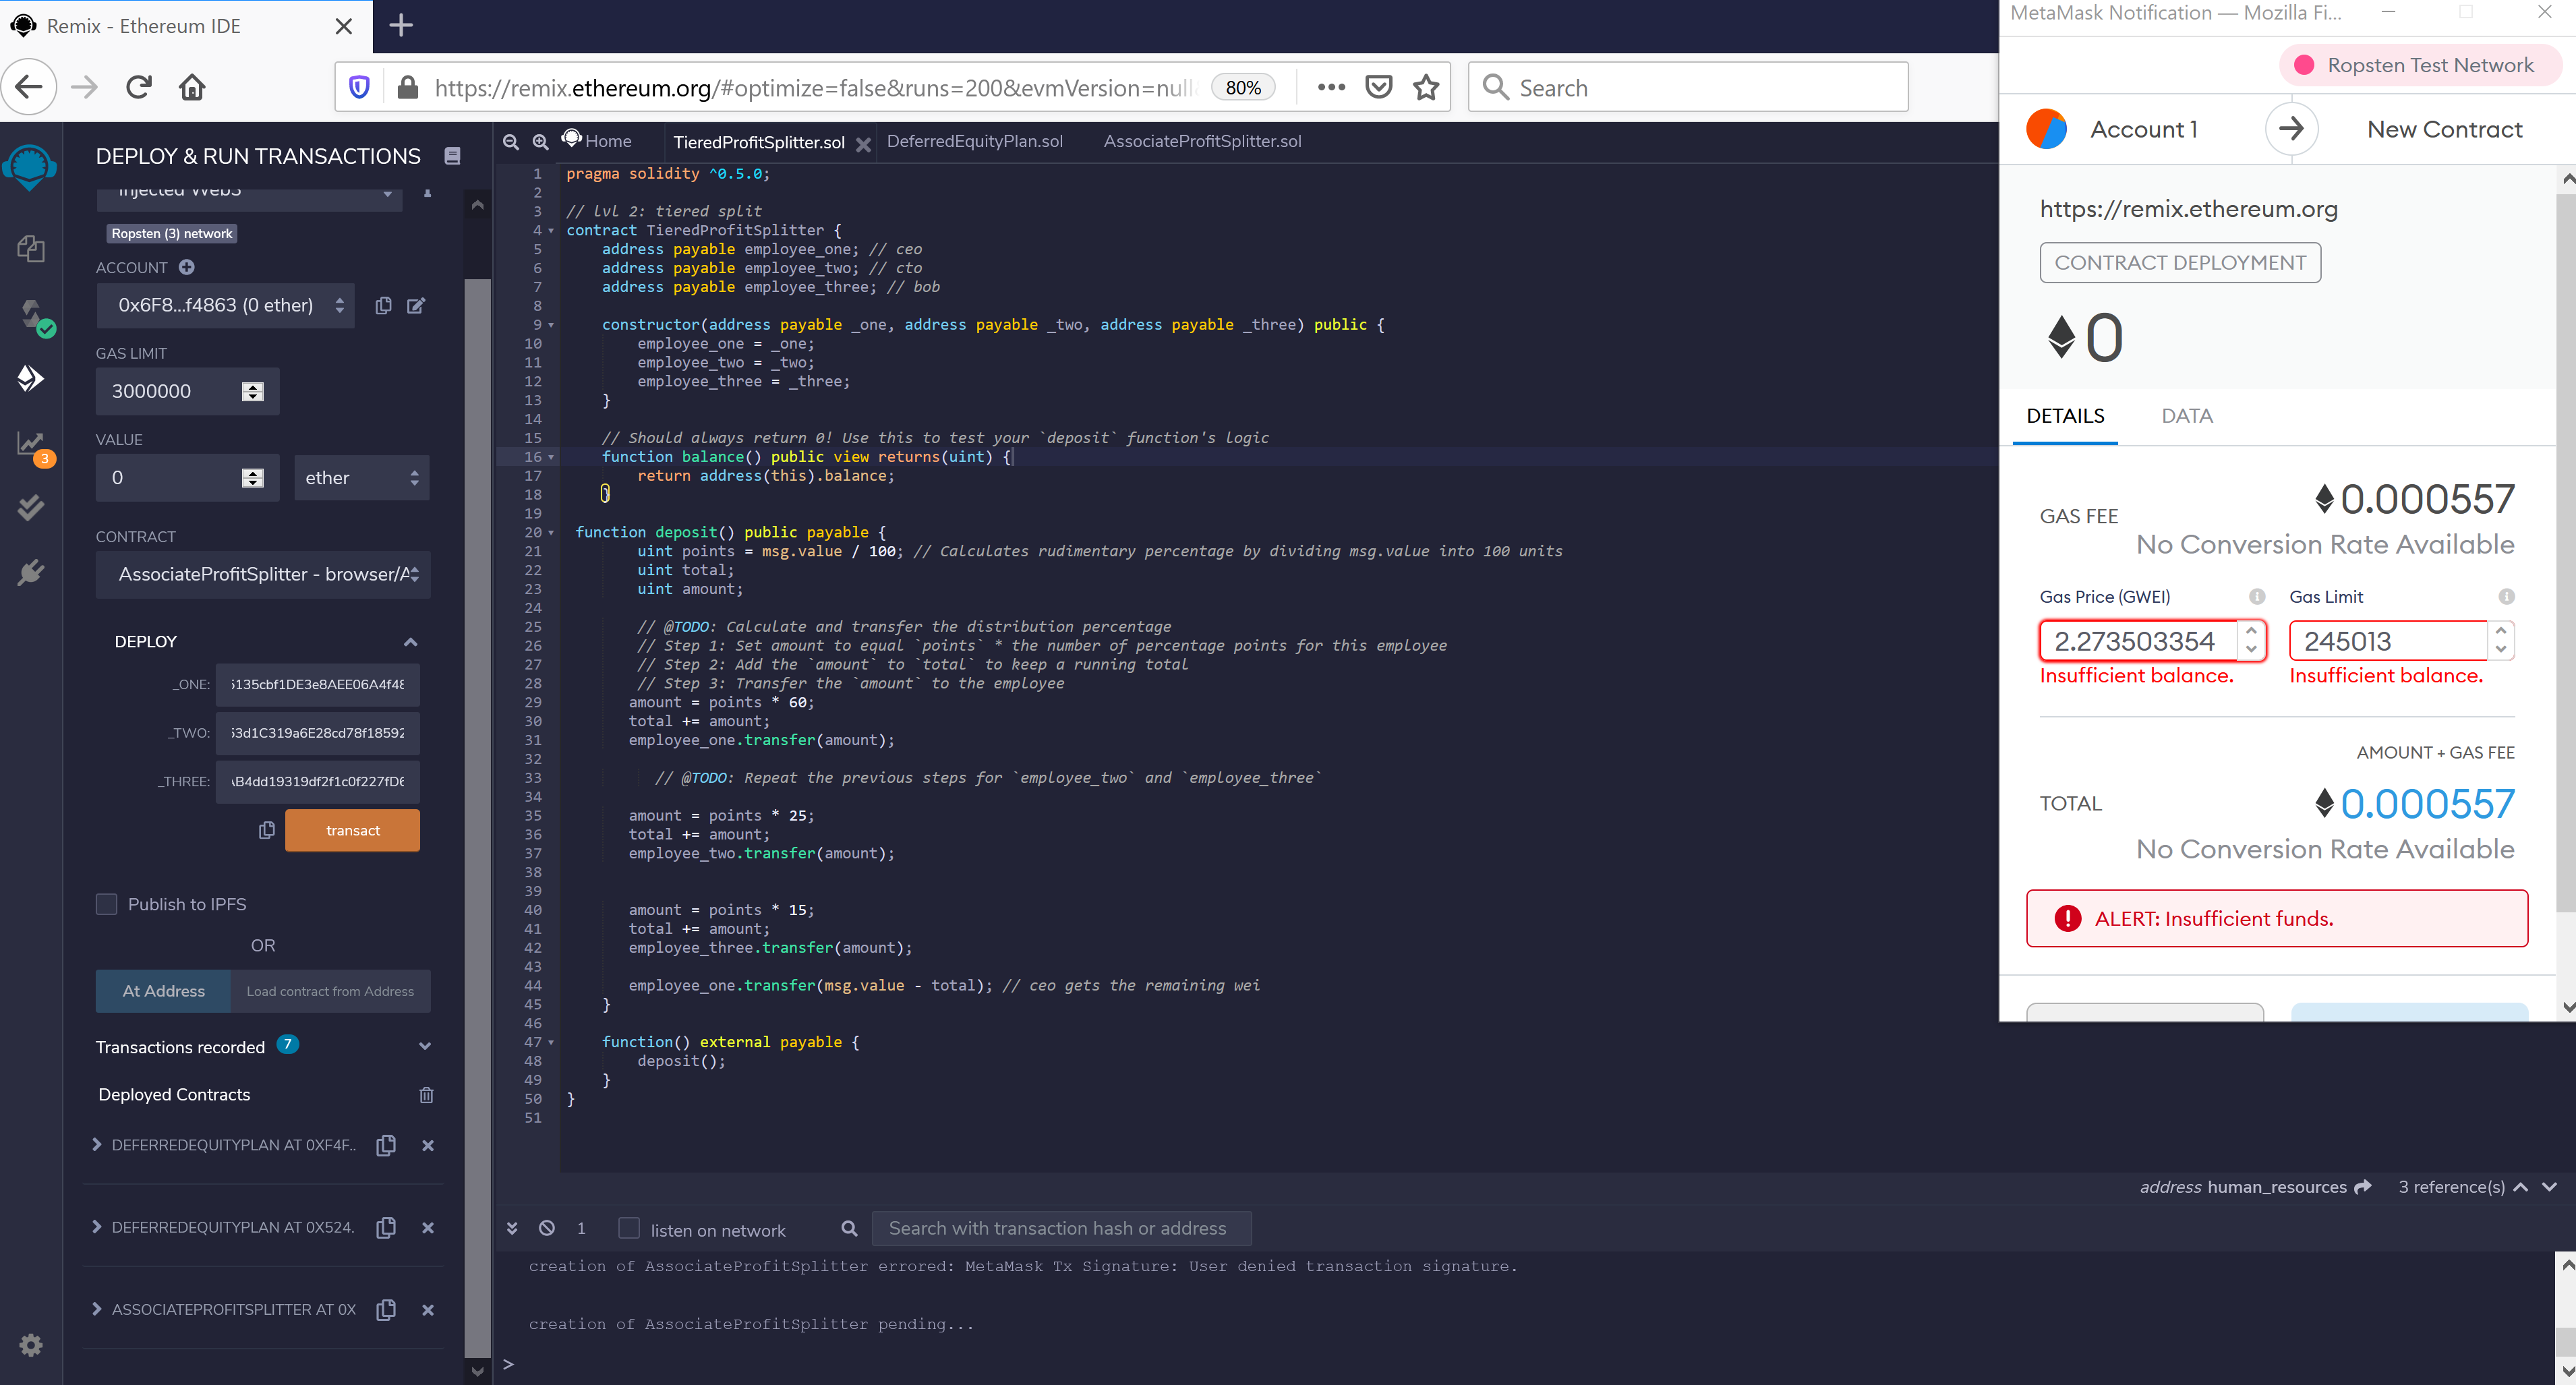 Remix - Ethereum IDE
https://remix.ethereum.org/#optimize=false&runs=200&evmVersion=null&
80%
Search
DEPLOY & RUN TRANSACTIONS
Injected Web3
Ropsten (3) network
ACCOUNT
0x6F8...f4863 (0 ether)
GAS LIMIT
3000000
VALUE
0
ether
CONTRACT
AssociateProfitSplitter - browser/A
DEPLOY
_ONE:
5135cbf1DE3e8AEE06A4f48
_TWO:
53d1C319a6E28cd78f18592
_THREE:
AB4dd19319df2f1c0f227fD6
transact
Publish to IPFS
OR
At Address
Load contract from Address
Transactions recorded 7
Deployed Contracts
DEFERREDEQUITYPLAN AT 0XF4F..
DEFERREDEQUITYPLAN AT 0X524.
ASSOCIATEPROFITSPLITTER AT 0X
3
Home
TieredProfitSplitter.sol
DeferredEquityPlan.sol
AssociateProfitSplitter.sol
1 pragma solidity ^0.5.0;
2
3 // lvl 2: tiered split
4 contract TieredProfitSplitter {
5 address payable employee_one; // ceo
6 address payable employee_two; // cto
7 address payable employee_three; // bob
8
9 constructor(address payable _one, address payable _two, address payable _three) public {
10 employee_one = _one;
11 employee_two = _two;
12 employee_three = _three;
13 }
14
15 // Should always return 0! Use this to test your `deposit` function's logic
16 function balance() public view returns(uint) {
17 return address(this).balance;
18 }
19
20 function deposit() public payable {
21 uint points = msg.value / 100; // Calculates rudimentary percentage by dividing msg.value into 100 units
22 uint total;
23 uint amount;
24
25 // @TODO: Calculate and transfer the distribution percentage
26 // Step 1: Set amount to equal `points` * the number of percentage points for this employee
27 // Step 2: Add the `amount` to `total` to keep a running total
28 // Step 3: Transfer the `amount` to the employee
29 amount = points * 60;
30 total += amount;
31 employee_one.transfer(amount);
32
33 // @TODO: Repeat the previous steps for `employee_two` and `employee_three`
34
35 amount = points * 25;
36 total += amount;
37 employee_two.transfer(amount);
38
39
40 amount = points * 15;
41 total += amount;
42 employee_three.transfer(amount);
43
44 employee_one.transfer(msg.value - total); // ceo gets the remaining wei
45 }
46
47 function() external payable {
48 deposit();
49 }
50 }
51
address human_resources
3 reference(s)
1
listen on network
Search with transaction hash or address
creation of AssociateProfitSplitter errored: MetaMask Tx Signature: User denied transaction signature.
creation of AssociateProfitSplitter pending...
>
MetaMask Notification — Mozilla Fi...
Ropsten Test Network
Account 1
New Contract
https://remix.ethereum.org
CONTRACT DEPLOYMENT
0
DETAILS
DATA
GAS FEE
0.000557
No Conversion Rate Available
Gas Price (GWEI)
Gas Limit
2.273503354
245013
Insufficient balance.
Insufficient balance.
AMOUNT + GAS FEE
TOTAL
0.000557
No Conversion Rate Available
ALERT: Insufficient funds.